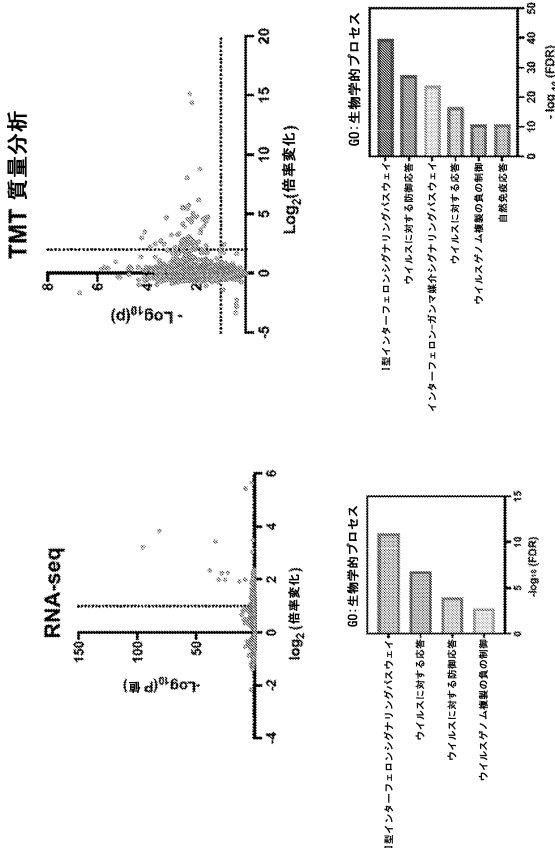 RNA-seq
150
100
50
0
-Log₁₀(P 値)
-4
-2
0
2
4
6
log₂(倍率変化)
GO:生物学的プロセス
I型インターフェロンシグナリングパスウェイ
ウイルスに対する応答
ウイルスに対する防御応答
ウイルスゲノム複製の負の制御
0
5
10
15
-log₁₀ (FDR)
TMT 質量分析
8
6
4
2
-Log₁₀(p)
-5
0
5
10
15
20
Log₂(倍率変化)
GO:生物学的プロセス
I型インターフェロンシグナリングパスウェイ
ウイルスに対する防御応答
インターフェロン-ガンマ媒介シグナリングパスウェイ
ウイルスに対する応答
ウイルスゲノム複製の負の制御
自然免疫応答
0
10
20
30
40
50
- log ₁₀ (FDR)